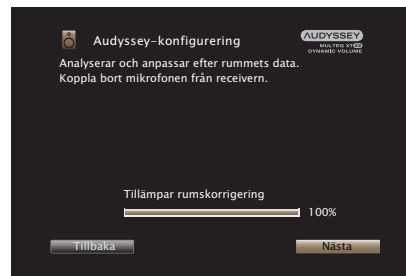 Audyssey-konfigurering
AUDYSSEY
MULTEQ XT32
DYNAMIC VOLUME
Analyserar och anpassar efter rummets data.
Koppla bort mikrofonen från receivern.
Tillämpar rumskorrigering
100%
Tillbaka
Nästa